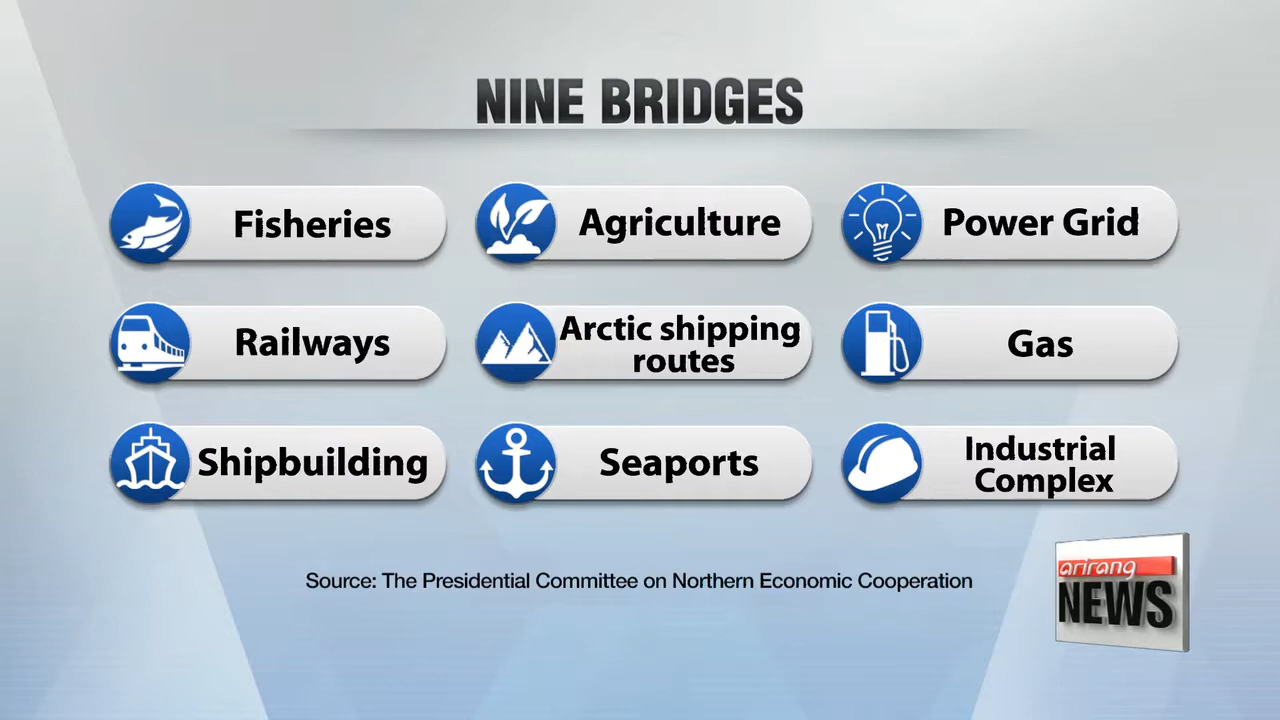 NINE BRIDGES
Fisheries
Agriculture
Power Grid
Railways
Arctic shipping
routes
Gas
Shipbuilding
Seaports
Industrial
Complex
Source: The Presidential Committee on Northern Economic Cooperation
arirang
NEWS